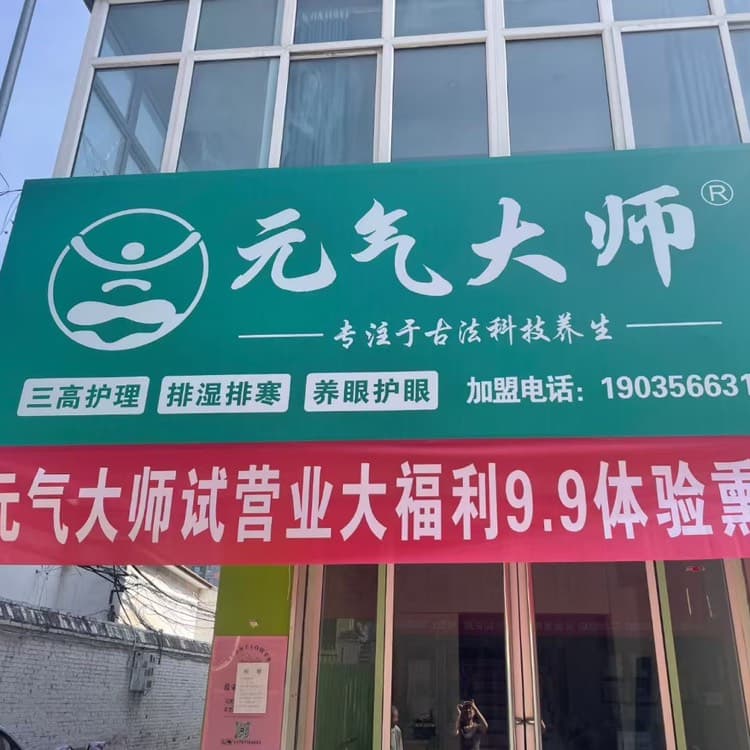 元气大师®
专注于古法科技养生
三高护理 排湿排寒 养眼护眼 加盟电话：190356631
元气大师试营业大福利9.9体验熏